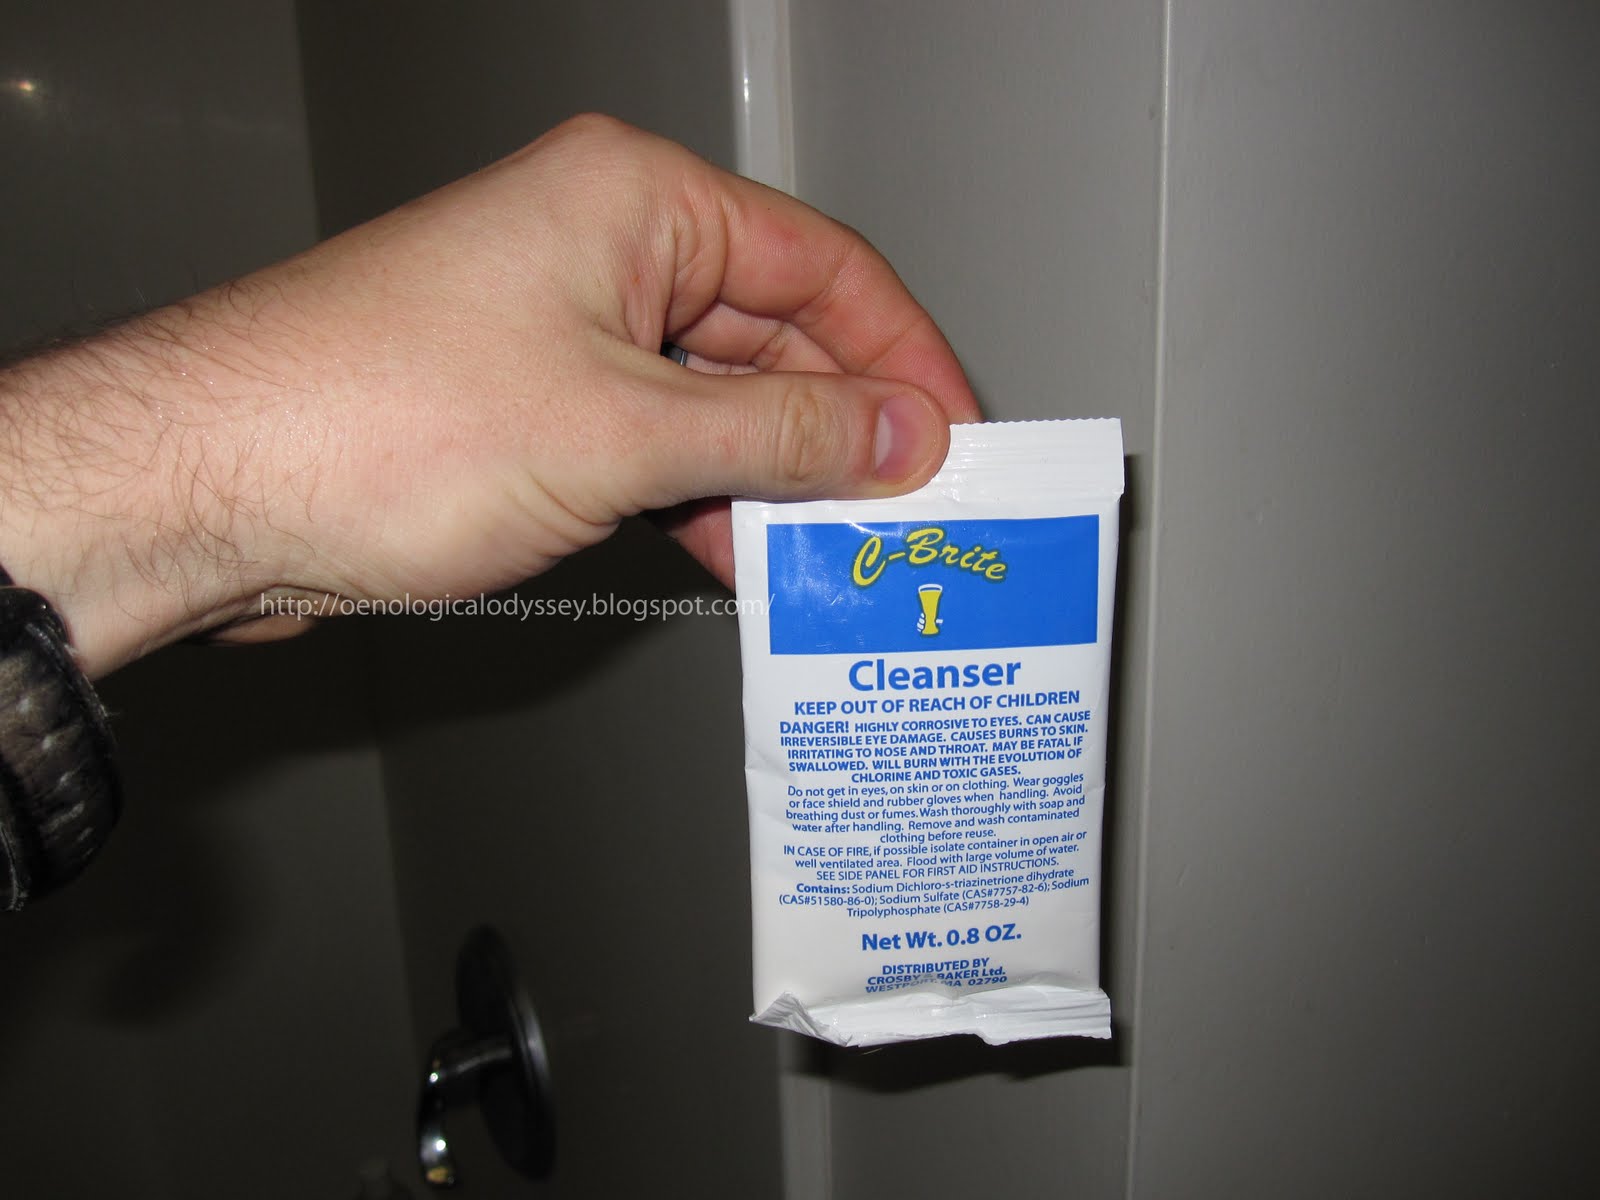 C-Brite
http://oenologicalodyssey.blogspot.com/
Cleanser
KEEP OUT OF REACH OF CHILDREN
DANGER! HIGHLY CORROSIVE TO EYES. CAN CAUSE
IRREVERSIBLE EYE DAMAGE. CAUSES BURNS TO SKIN.
IRRITATING TO NOSE AND THROAT. MAY BE FATAL IF
SWALLOWED. WILL BURN WITH THE EVOLUTION OF
CHLORINE AND TOXIC GASES.
Do not get in eyes, on skin or on clothing. Wear goggles
or face shield and rubber gloves when handling. Avoid
breathing dust or fumes. Wash thoroughly with soap and
water after handling. Remove and wash contaminated
clothing before reuse.
IN CASE OF FIRE, if possible isolate container in open air or
well ventilated area. Flood with large volume of water.
SEE SIDE PANEL FOR FIRST AID INSTRUCTIONS.
Contains: Sodium Dichloro-s-triazinetrione dihydrate
(CAS#51580-86-0); Sodium Sulfate (CAS#7757-82-6); Sodium
Tripolyphosphate (CAS#7758-29-4)
Net Wt. 0.8 OZ.
DISTRIBUTED BY
CROSBY & BAKER Ltd.
WESTPORT, MA 02790